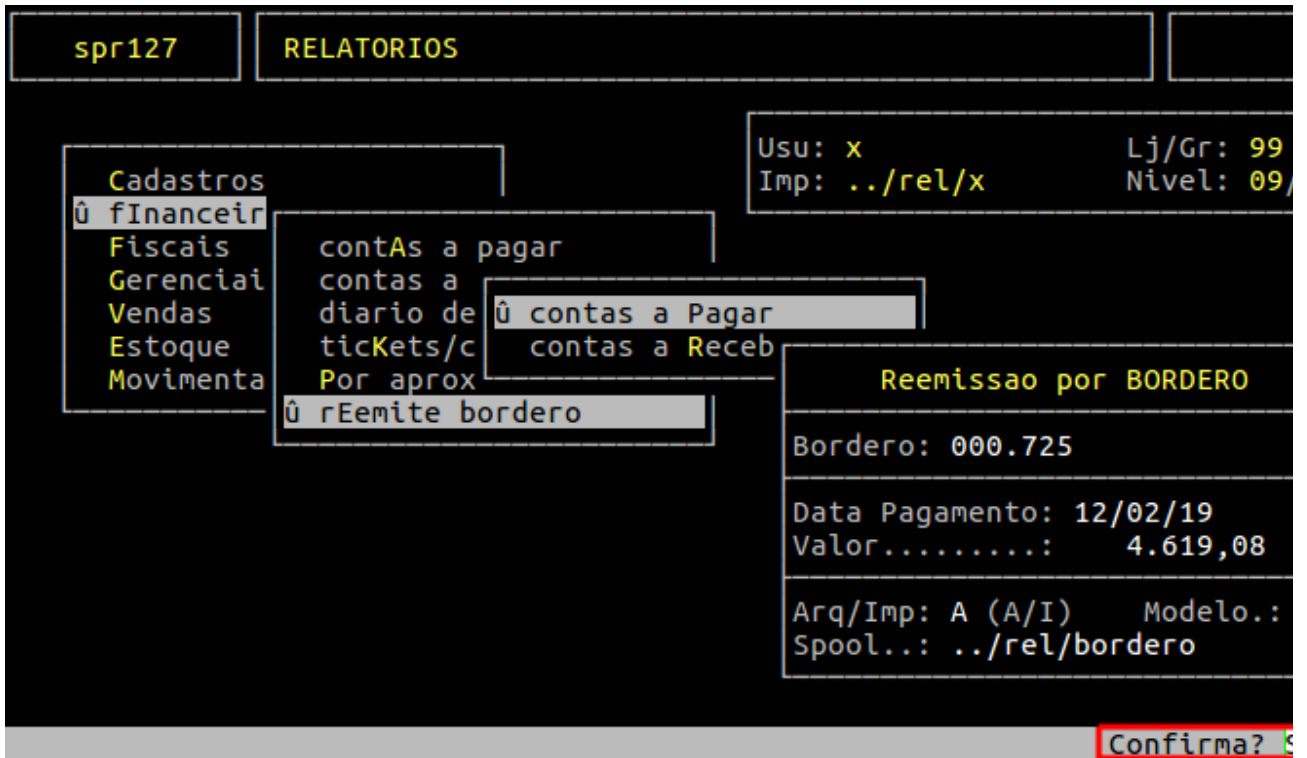 spr127 RELATORIOS
Usu: x Lj/Gr: 99
Imp: ../rel/x Nivel: 09/
Cadastros
û fInanceir
Fiscais
Gerenciai
Vendas
Estoque
Movimenta
contAs a pagar
contas a
diario de
ticKets/c
Por aprox
û rEemite bordero
û contas a Pagar
contas a Receb
Reemissao por BORDERO
Bordero: 000.725
Data Pagamento: 12/02/19
Valor.........: 4.619,08
Arq/Imp: A (A/I) Modelo.:
Spool..: ../rel/bordero
Confirma? S